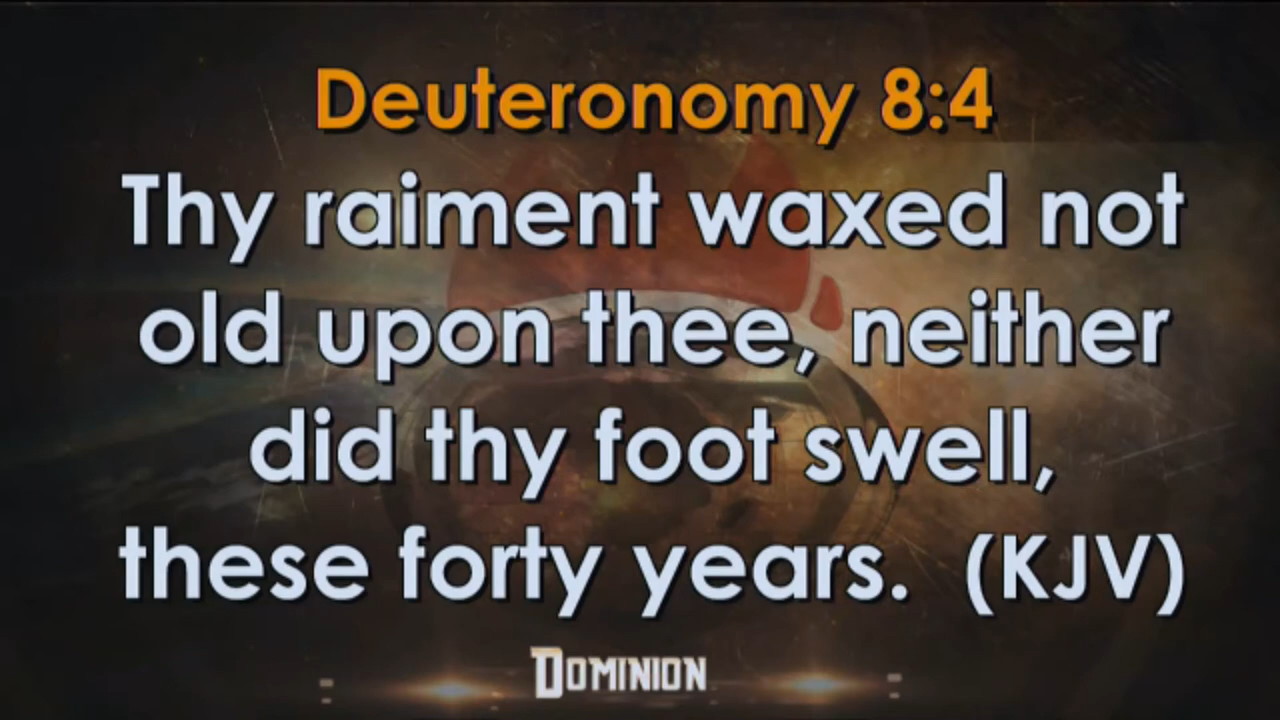 Deuteronomy 8:4
Thy raiment waxed not
old upon thee, neither
did thy foot swell,
these forty years. (KJV)
DOMINION